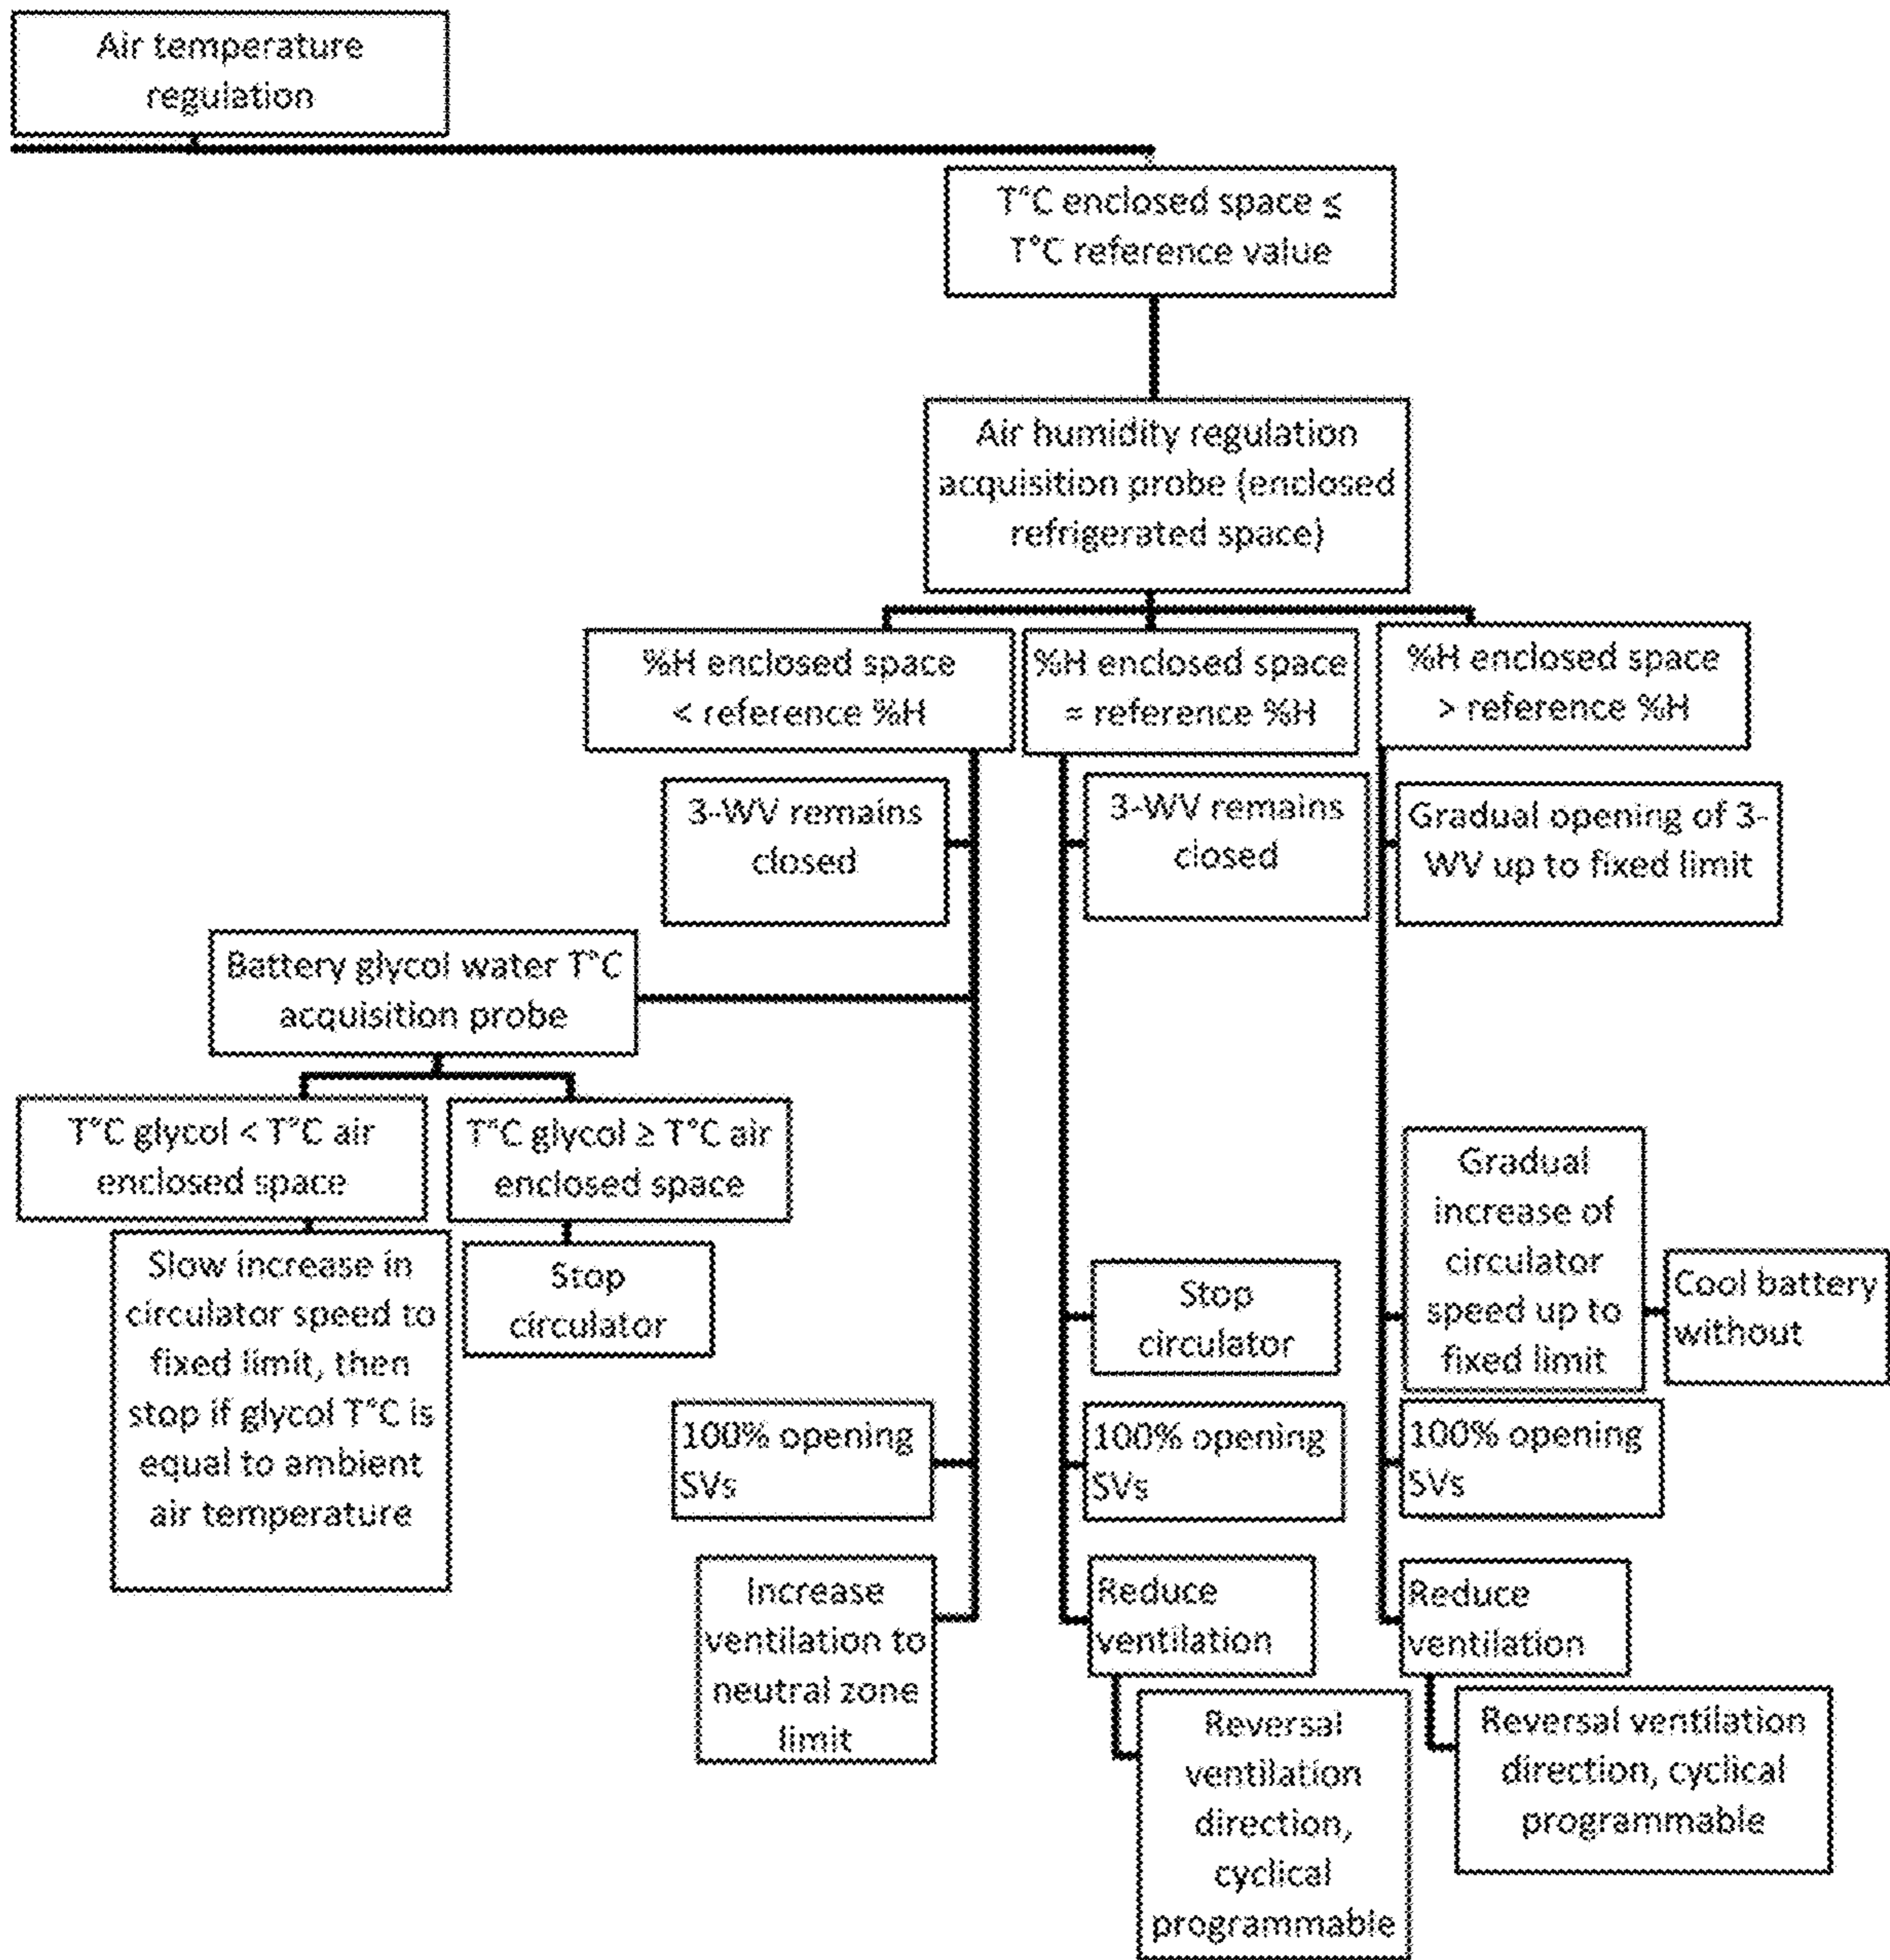 Air temperature
regulation
T°C enclosed space ≤
T°C reference value
Air humidity regulation
acquisition probe (enclosed
refrigerated space)
%H enclosed space
< reference %H
%H enclosed space
= reference %H
%H enclosed space
> reference %H
3-WV remains
closed
3-WV remains
closed
Gradual opening of 3-
WV up to fixed limit
Battery glycol water T°C
acquisition probe
T°C glycol < T°C air
enclosed space
T°C glycol ≥ T°C air
enclosed space
Slow increase in
circulator speed to
fixed limit, then
stop if glycol T°C is
equal to ambient
air temperature
Stop
circulator
Stop
circulator
Gradual
increase of
circulator
speed up to
fixed limit
Cool battery
without
100% opening
SVs
100% opening
SVs
100% opening
SVs
Increase
ventilation to
neutral zone
limit
Reduce
ventilation
Reduce
ventilation
Reversal
ventilation
direction,
cyclical
programmable
Reversal ventilation
direction, cyclical
programmable